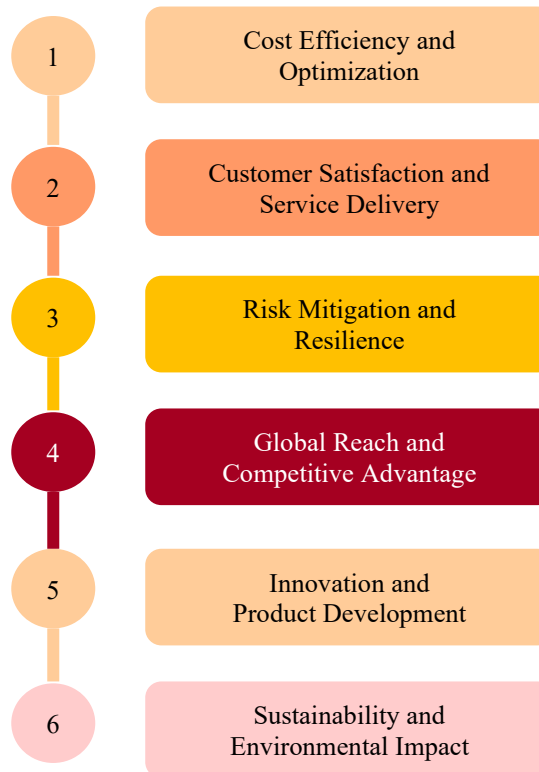 1
Cost Efficiency and
Optimization
2
Customer Satisfaction and
Service Delivery
3
Risk Mitigation and
Resilience
4
Global Reach and
Competitive Advantage
5
Innovation and
Product Development
6
Sustainability and
Environmental Impact